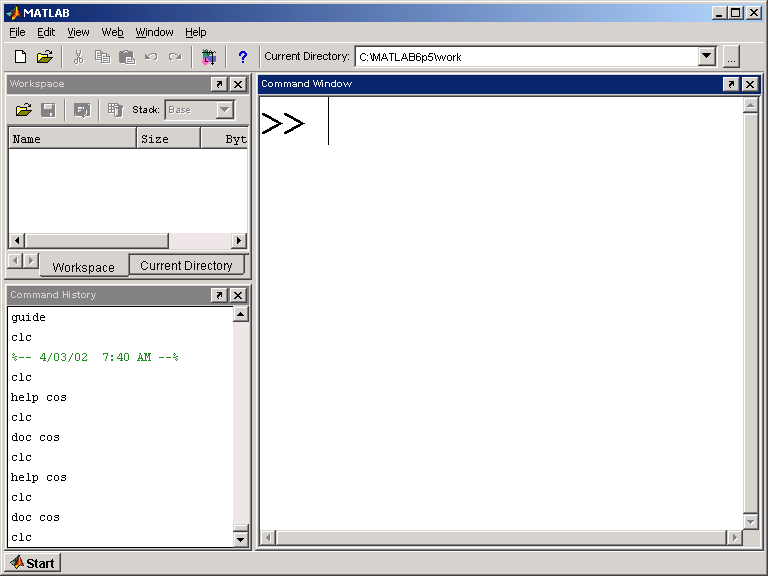 MATLAB
File Edit View Web Window Help
? Current Directory: C:\MATLAB6p5\work ...
Workspace
Stack: Base
Name Size Byt
Workspace Current Directory
Command History
guide
clc
%-- 4/03/02 7:40 AM --%
clc
help cos
clc
doc cos
clc
help cos
clc
doc cos
clc
Command Window
>>
Start